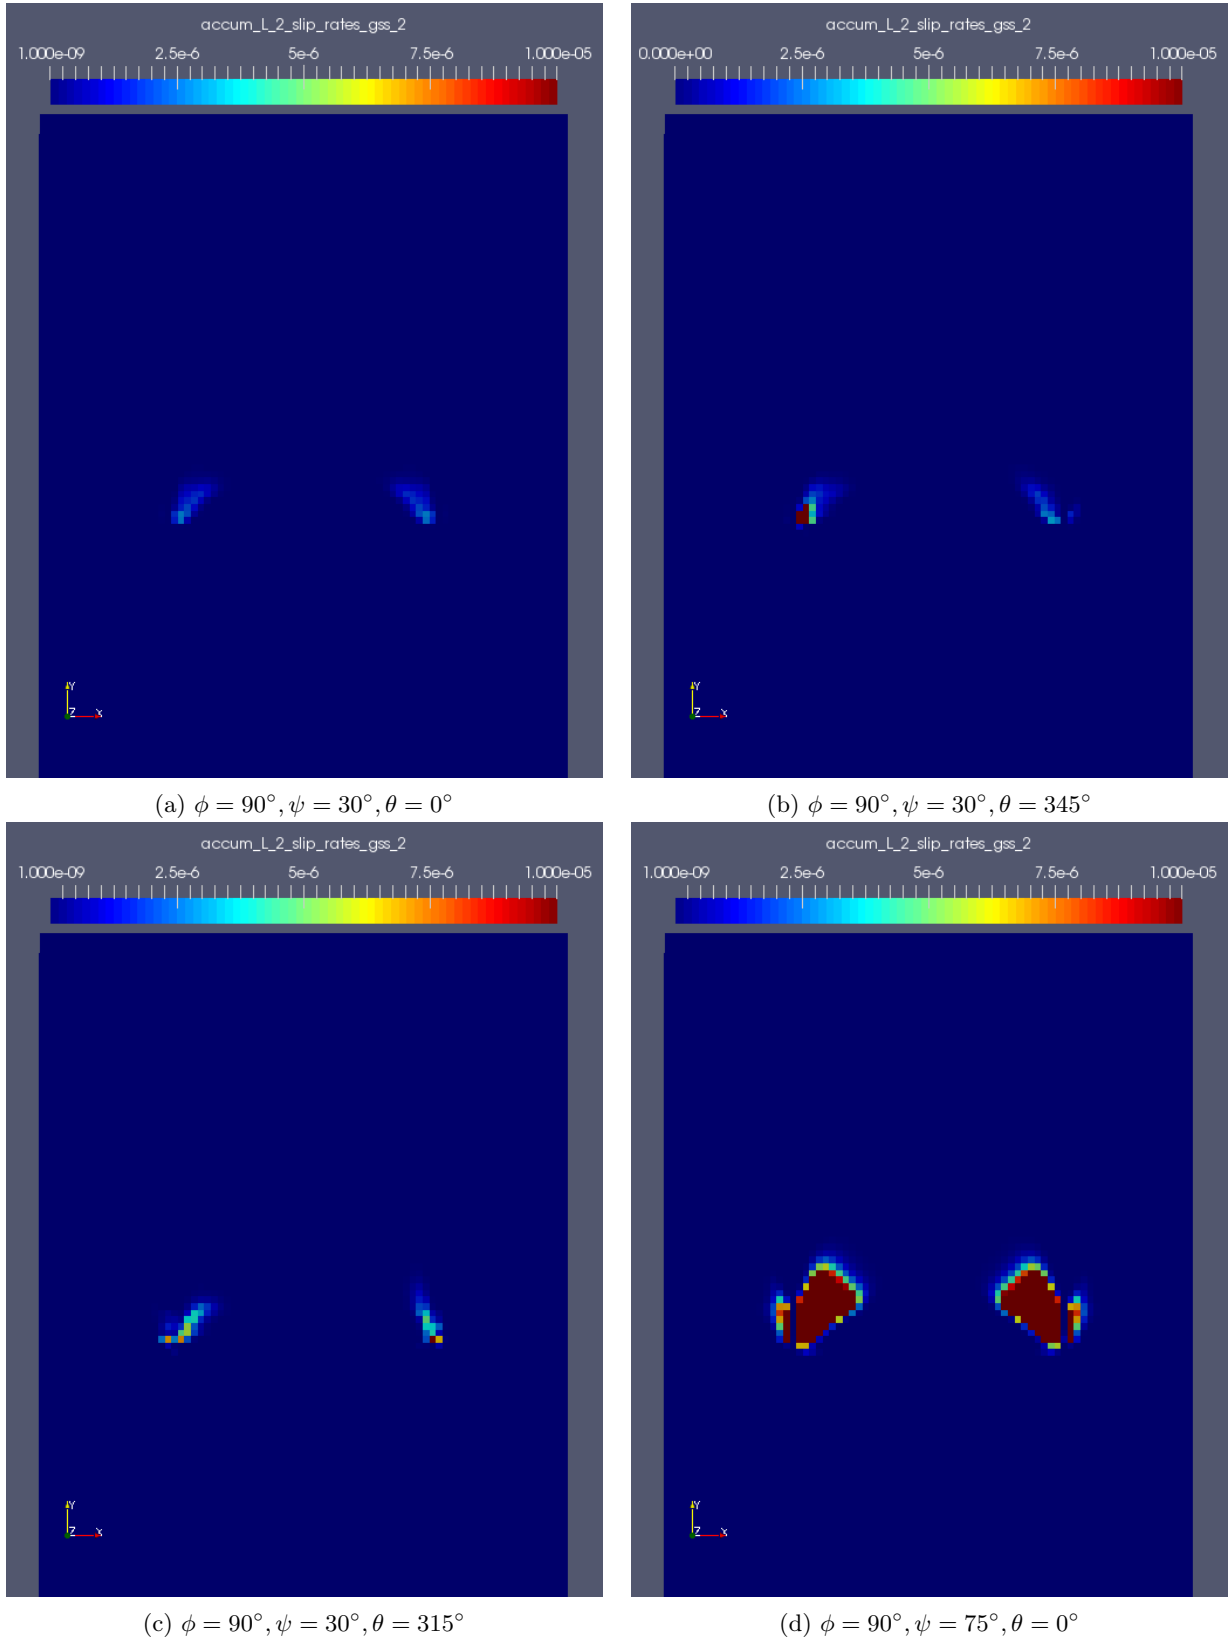 accum_L_2_slip_rates_gss_2
1.000e-09 2.5e-6 5e-6 7.5e-6 1.000e-05
Y
Z X
(a) ϕ = 90°, ψ = 30°, θ = 0°
accum_L_2_slip_rates_gss_2
0.000e+00 2.5e-6 5e-6 7.5e-6 1.000e-05
Y
Z X
(b) ϕ = 90°, ψ = 30°, θ = 345°
accum_L_2_slip_rates_gss_2
1.000e-09 2.5e-6 5e-6 7.5e-6 1.000e-05
Y
Z X
(c) ϕ = 90°, ψ = 30°, θ = 315°
accum_L_2_slip_rates_gss_2
1.000e-09 2.5e-6 5e-6 7.5e-6 1.000e-05
Y
Z X
(d) ϕ = 90°, ψ = 75°, θ = 0°